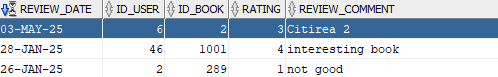 REVIEW_DATE ID_USER ID_BOOK RATING REVIEW_COMMENT
03-MAY-25 6 2 3 Citirea 2
28-JAN-25 46 1001 4 interesting book
26-JAN-25 2 289 1 not good